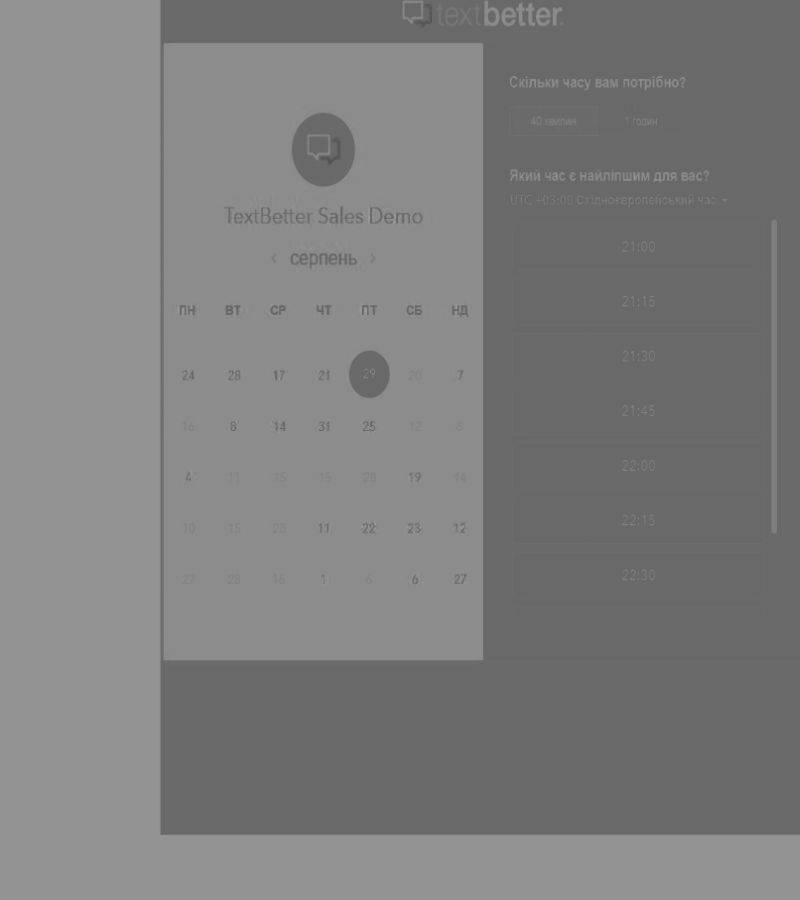 textbetter
TextBetter Sales Demo
‹ серпень ›
ПН ВТ СР ЧТ ПТ СБ НД
24 28 17 21 29 20 7
16 8 14 31 25 12 6
4 11 15 18 28 19 14
10 15 28 11 22 23 12
27 28 16 1 6 6 27
Скільки часу вам потрібно?
40 хвилин 1 годин
Який час є найліпшим для вас?
UTC +03:00 Східноєвропейський час
21:00
21:15
21:30
21:45
22:00
22:15
22:30